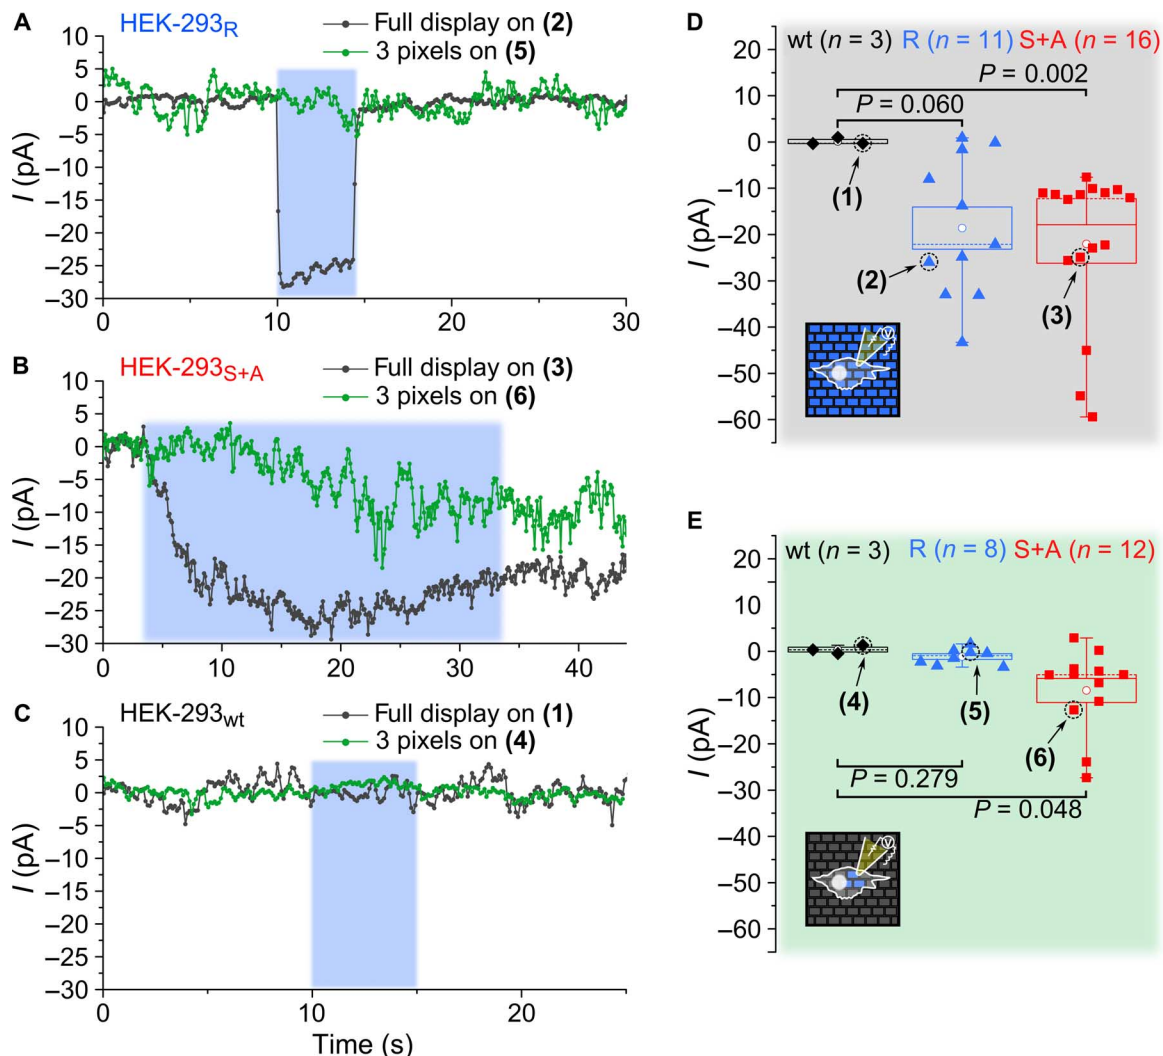 A
HEK-293R
Full display on (2)
3 pixels on (5)
I (pA)
10
5
0
–5
–10
–15
–20
–25
–30
0
10
20
30
B
HEK-293S+A
Full display on (3)
3 pixels on (6)
I (pA)
10
5
0
–5
–10
–15
–20
–25
–30
0
10
20
30
40
C
HEK-293wt
Full display on (1)
3 pixels on (4)
I (pA)
10
5
0
–5
–10
–15
–20
–25
–30
0
10
20
Time (s)
D
wt (n = 3) R (n = 11) S+A (n = 16)
P = 0.002
P = 0.060
I (pA)
20
10
0
–10
–20
–30
–40
–50
–60
(1)
(2)
(3)
V
E
wt (n = 3) R (n = 8) S+A (n = 12)
I (pA)
20
10
0
–10
–20
–30
–40
–50
–60
(4)
(5)
(6)
P = 0.279
P = 0.048
V